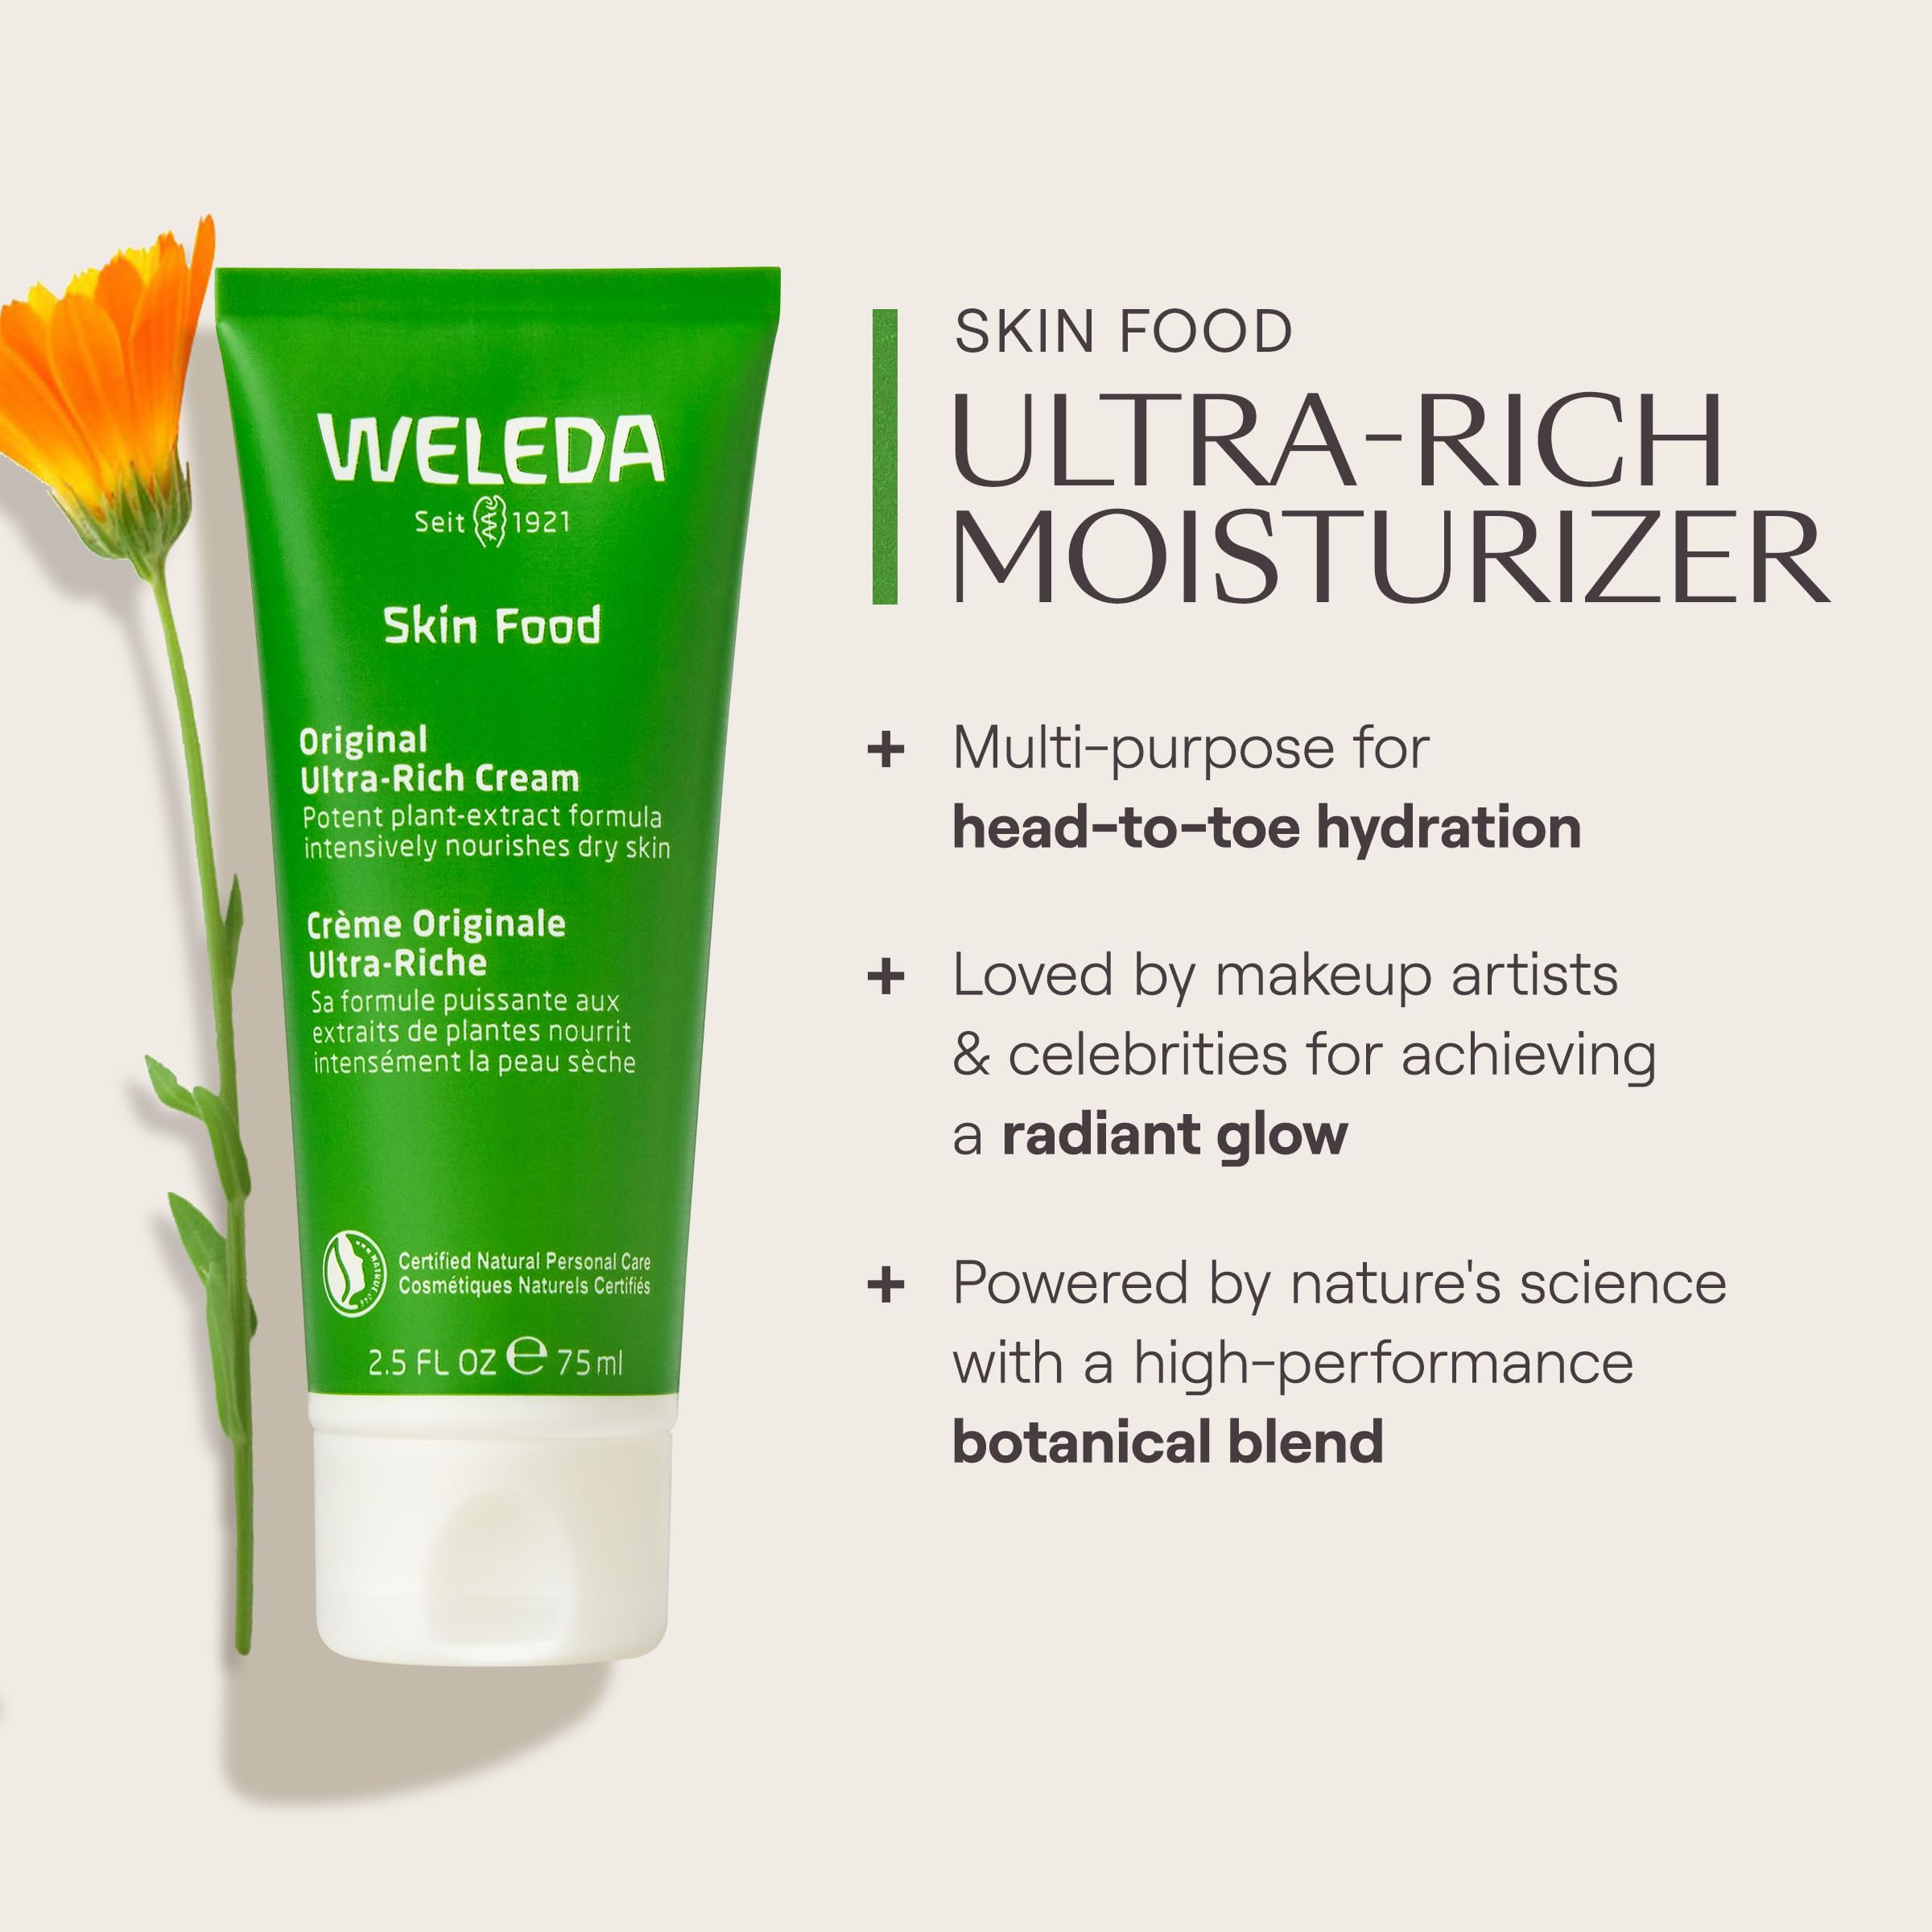 WELEDA
Seit 1921
Skin Food
Original
Ultra-Rich Cream
Potent plant-extract formula
intensively nourishes dry skin
Crème Originale
Ultra-Riche
Sa formule puissante aux
extraits de plantes nourrit
intensément la peau sèche
Certified Natural Personal Care
Cosmétiques Naturels Certifiés
2.5 FL OZ e 75 ml
SKIN FOOD
ULTRA-RICH
MOISTURIZER
+ Multi-purpose for
head-to-toe hydration
+ Loved by makeup artists
& celebrities for achieving
a radiant glow
+ Powered by nature's science
with a high-performance
botanical blend